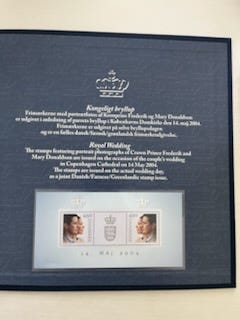 Kongeligt bryllup
Frimærkerne med portrætfotos af Kronprins Frederik og Mary Donaldson
er udgivet i anledning af parrets bryllup i Københavns Domkirke den 14. maj 2004.
Frimærkerne er udgivet på selve bryllupsdagen
og er en fælles dansk/færøsk/grønlandsk frimærkeudgivelse.
Royal Wedding
The stamps featuring portrait photographs of Crown Prince Frederik and
Mary Donaldson are issued on the occasion of the couple's wedding
in Copenhagen Cathedral on 14 May 2004.
The stamps are issued on the actual wedding day,
as a joint Danish/Faroese/Greenlandic stamp issue.
14. MAJ 2004